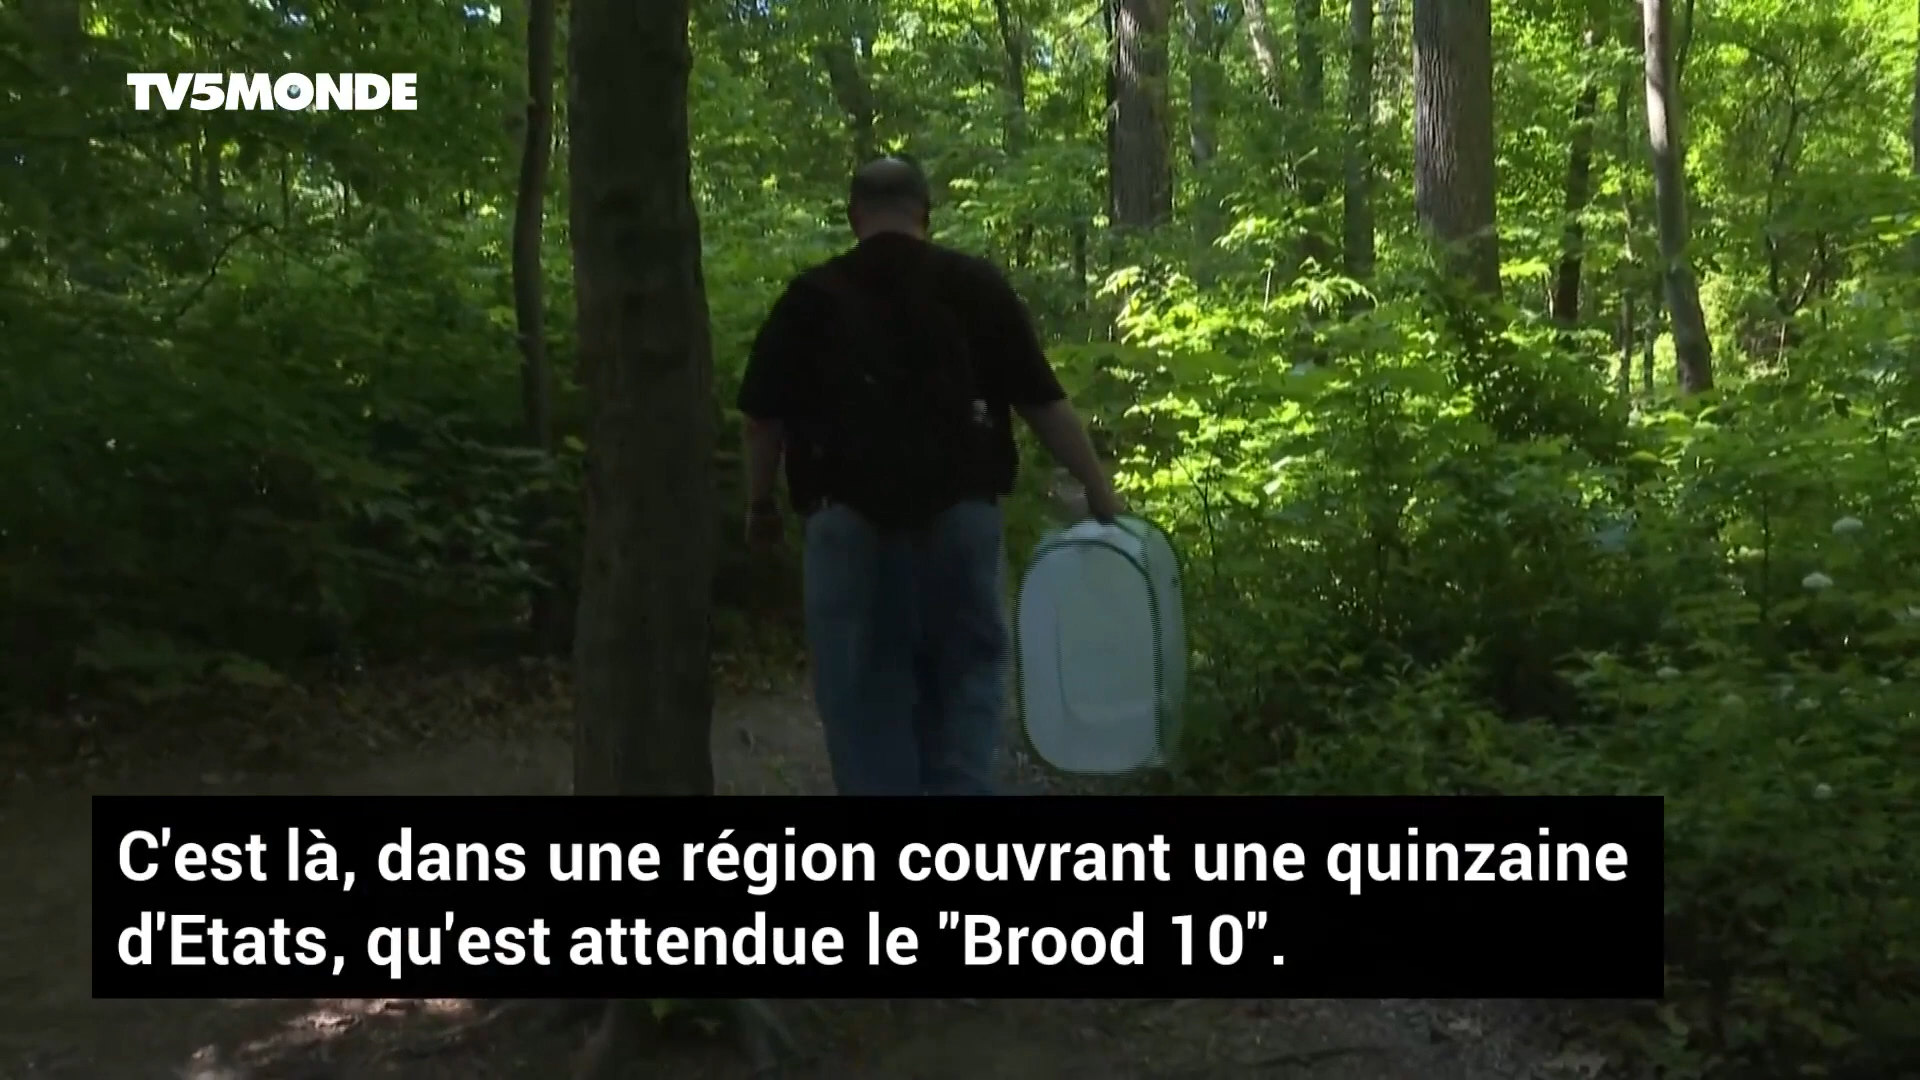 TV5MONDE
C'est là, dans une région couvrant une quinzaine
d'Etats, qu'est attendue le "Brood 10".